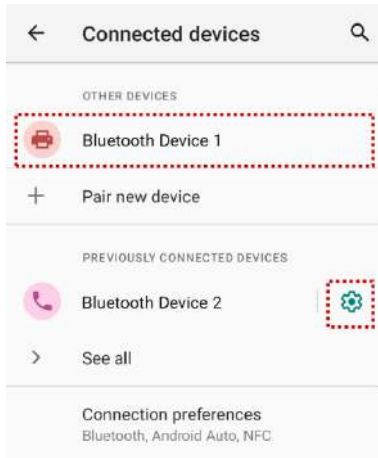 Connected devices
OTHER DEVICES
Bluetooth Device 1
Pair new device
PREVIOUSLY CONNECTED DEVICES
Bluetooth Device 2
See all
Connection preferences
Bluetooth, Android Auto, NFC